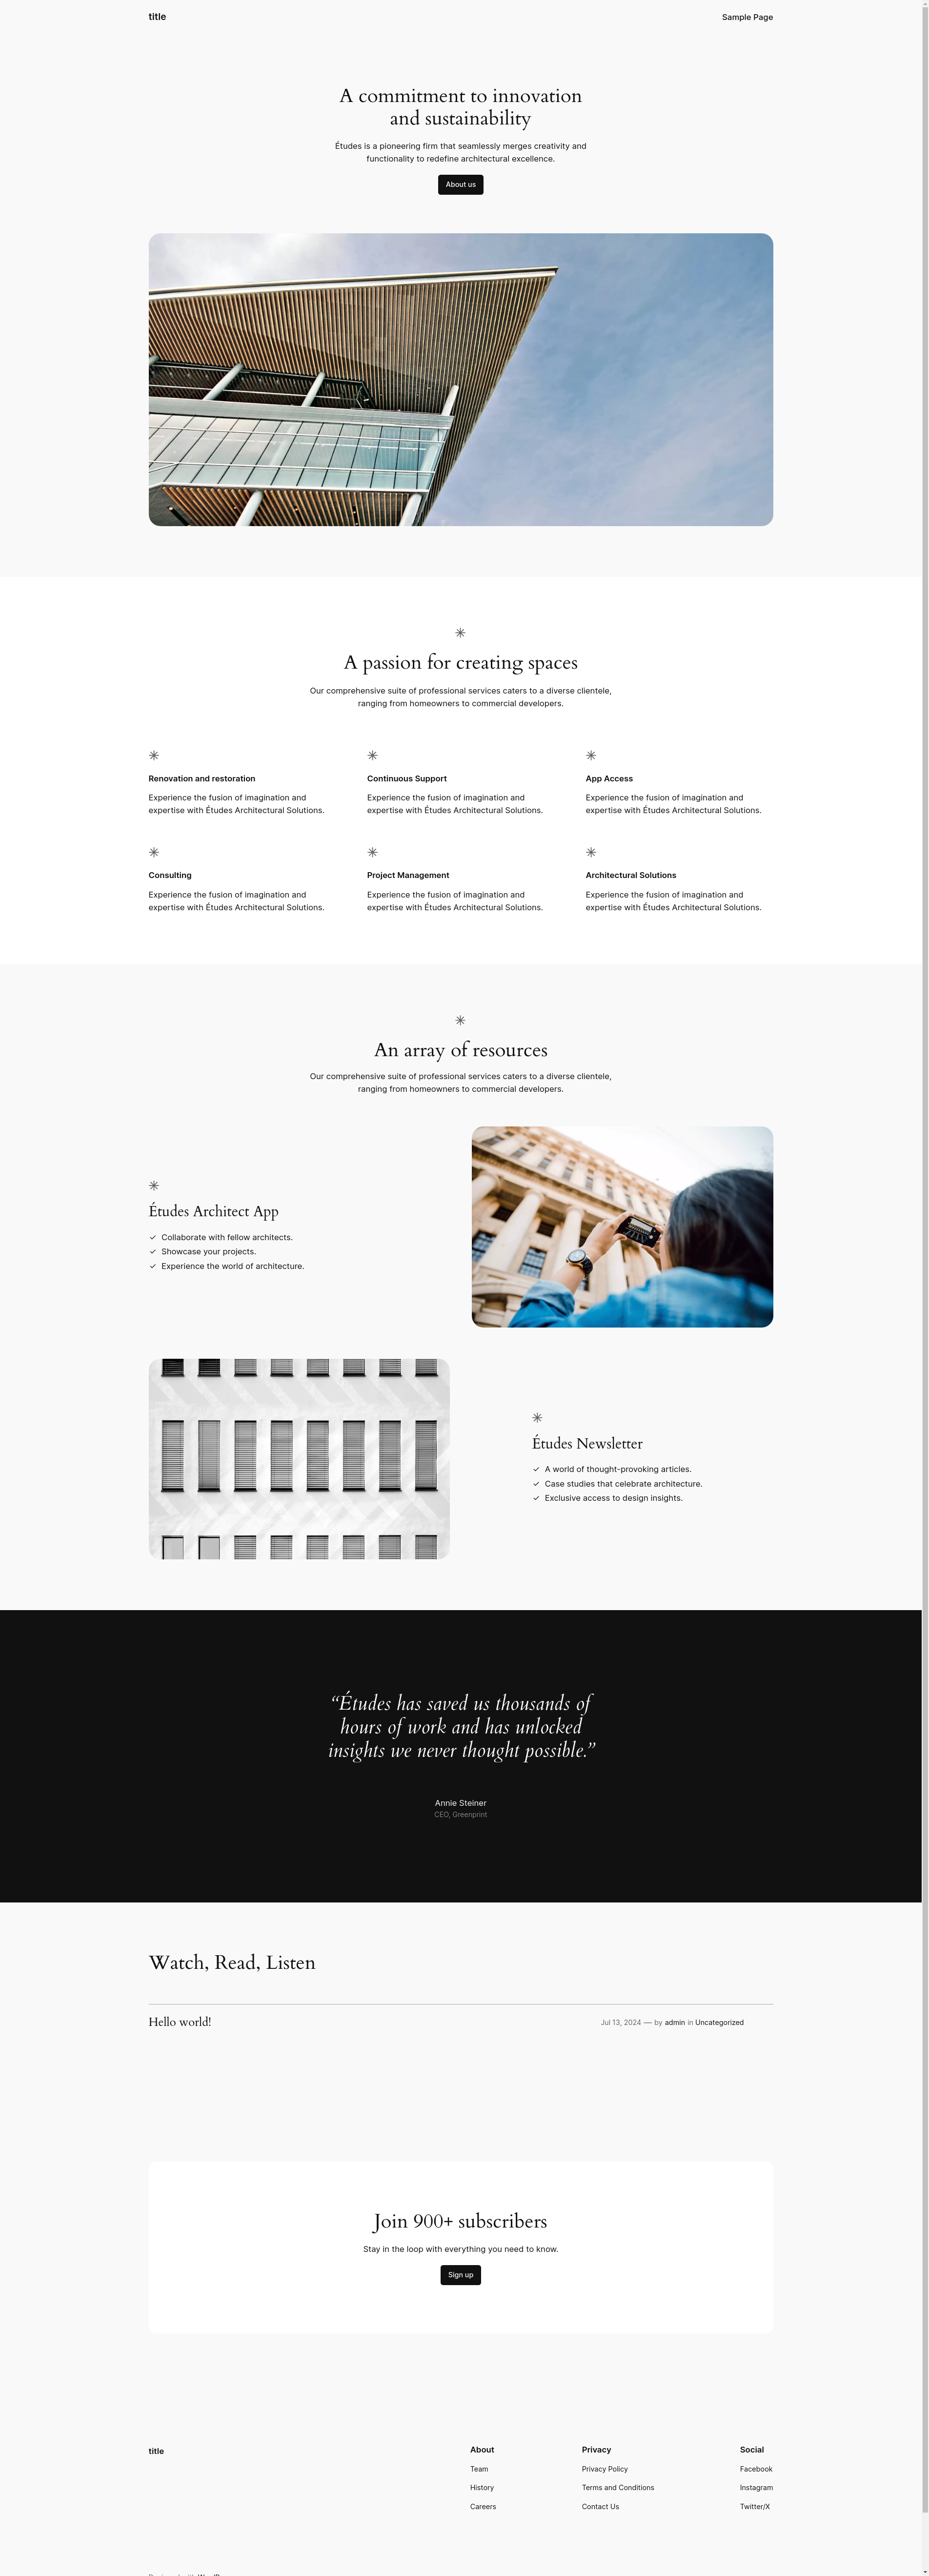 title
Sample Page
A commitment to innovation
and sustainability
Études is a pioneering firm that seamlessly merges creativity and
functionality to redefine architectural excellence.
About us
A passion for creating spaces
Our comprehensive suite of professional services caters to a diverse clientele,
ranging from homeowners to commercial developers.
Renovation and restoration
Experience the fusion of imagination and
expertise with Études Architectural Solutions.
Continuous Support
Experience the fusion of imagination and
expertise with Études Architectural Solutions.
App Access
Experience the fusion of imagination and
expertise with Études Architectural Solutions.
Consulting
Experience the fusion of imagination and
expertise with Études Architectural Solutions.
Project Management
Experience the fusion of imagination and
expertise with Études Architectural Solutions.
Architectural Solutions
Experience the fusion of imagination and
expertise with Études Architectural Solutions.
An array of resources
Our comprehensive suite of professional services caters to a diverse clientele,
ranging from homeowners to commercial developers.
Études Architect App
Collaborate with fellow architects.
Showcase your projects.
Experience the world of architecture.
Études Newsletter
A world of thought-provoking articles.
Case studies that celebrate architecture.
Exclusive access to design insights.
“Études has saved us thousands of
hours of work and has unlocked
insights we never thought possible.”
Annie Steiner
CEO, Greenprint
Watch, Read, Listen
Hello world!
Jul 13, 2024 — by admin in Uncategorized
Join 900+ subscribers
Stay in the loop with everything you need to know.
Sign up
title
About
Team
History
Careers
Privacy
Privacy Policy
Terms and Conditions
Contact Us
Social
Facebook
Instagram
Twitter/X